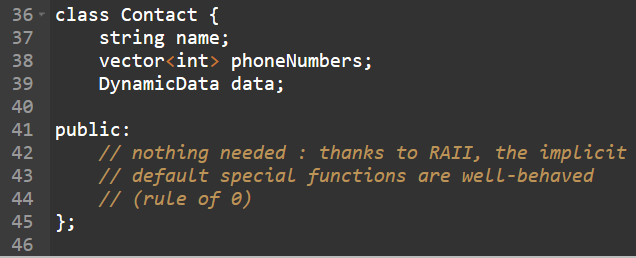 36 class Contact {
37     string name;
38     vector<int> phoneNumbers;
39     DynamicData data;
40
41 public:
42     // nothing needed : thanks to RAII, the implicit
43     // default special functions are well-behaved
44     // (rule of 0)
45 };
46